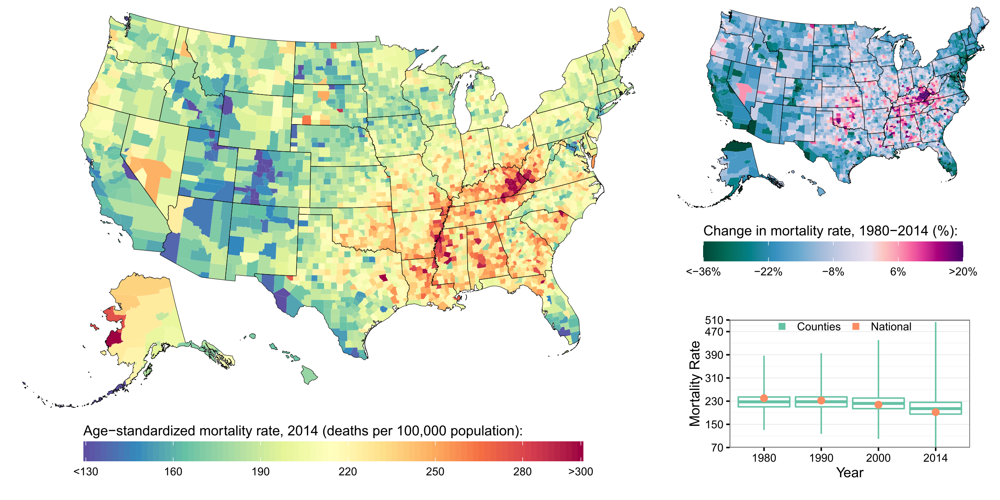 Change in mortality rate, 1980−2014 (%):
<−36% −22% −8% 6% >20%
Counties National
510
470
390
310
230
150
70
Mortality Rate
1980 1990 2000 2014
Year
Age−standardized mortality rate, 2014 (deaths per 100,000 population):
<130 160 190 220 250 280 >300